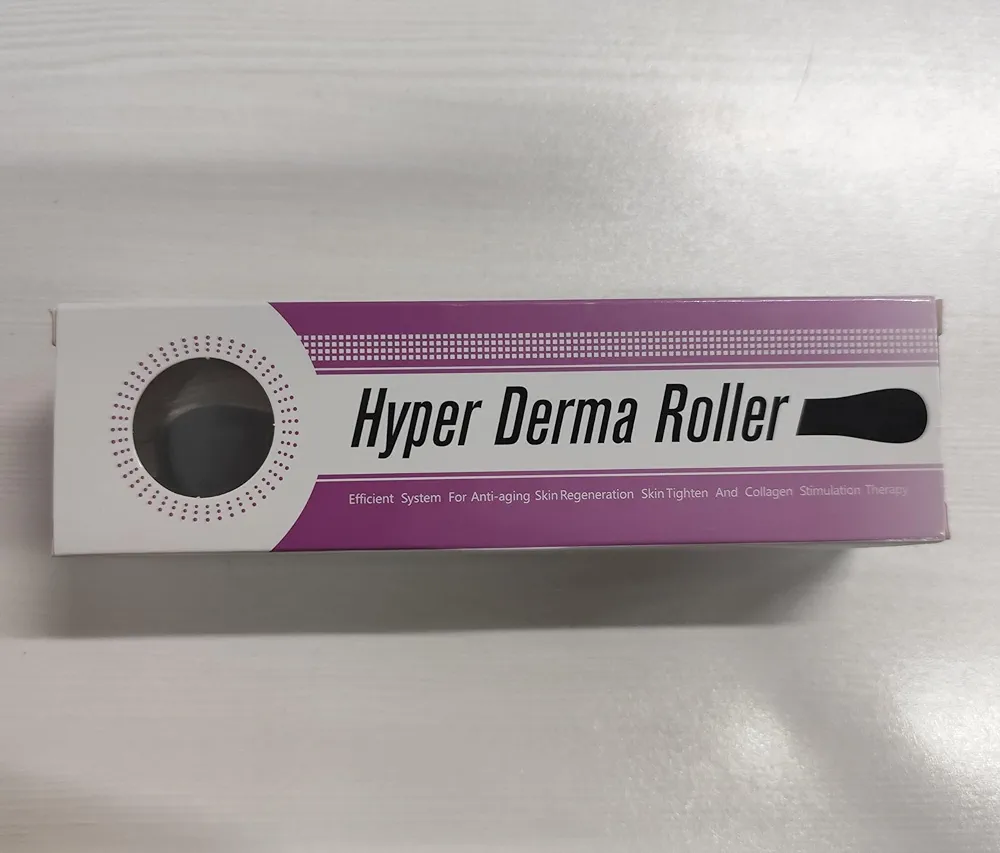 Hyper Derma Roller
Efficient System For Anti-aging Skin Regeneration Skin Tighten And Collagen Stimulation Therapy